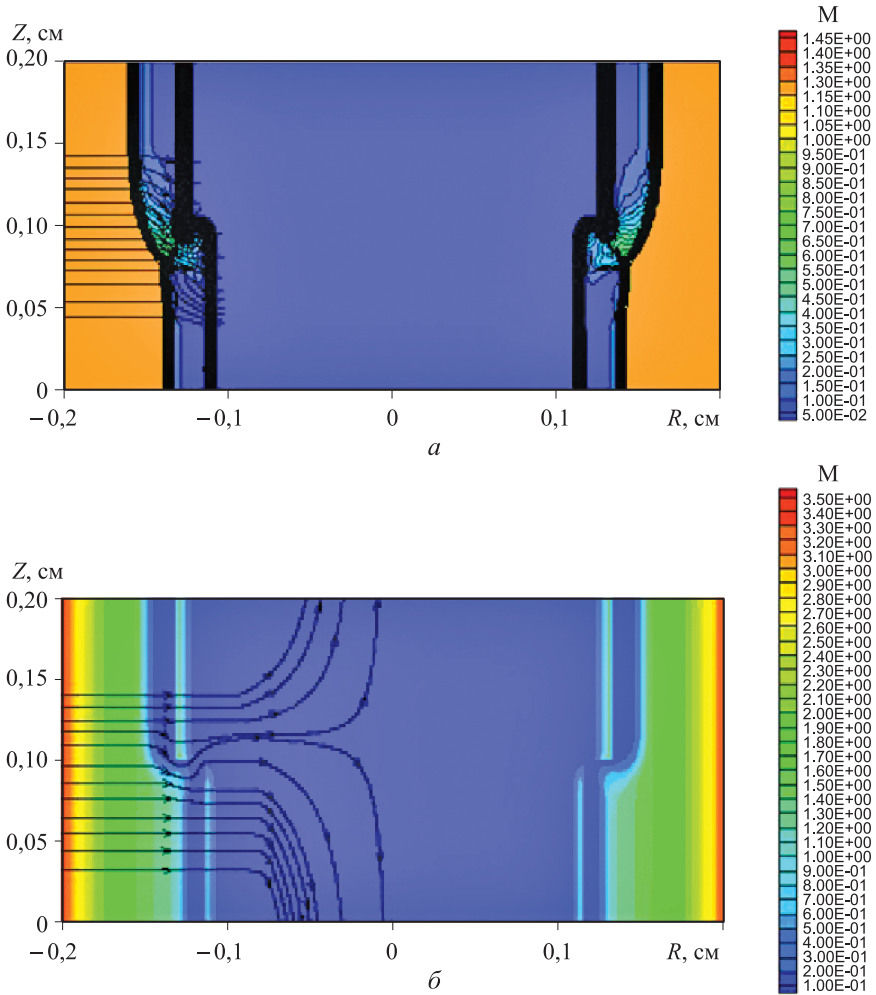 M
Z, см
0,20
0,15
0,10
0,05
0
−0,2
−0,1
0
0,1
R, см
а
1.45E+00
1.40E+00
1.35E+00
1.30E+00
1.15E+00
1.10E+00
1.05E+00
1.00E+00
9.50E-01
9.00E-01
8.50E-01
8.00E-01
7.50E-01
7.00E-01
6.50E-01
6.00E-01
5.50E-01
5.00E-01
4.50E-01
4.00E-01
3.50E-01
3.00E-01
2.50E-01
2.00E-01
1.50E-01
1.00E-01
5.00E-02
M
Z, см
0,20
0,15
0,10
0,05
0
−0,2
−0,1
0
0,1
R, см
б
3.50E+00
3.40E+00
3.30E+00
3.20E+00
3.10E+00
3.00E+00
2.90E+00
2.80E+00
2.70E+00
2.60E+00
2.50E+00
2.40E+00
2.30E+00
2.20E+00
2.10E+00
2.00E+00
1.90E+00
1.80E+00
1.70E+00
1.60E+00
1.50E+00
1.40E+00
1.30E+00
1.20E+00
1.10E+00
1.00E+00
9.00E-01
8.00E-01
7.00E-01
6.00E-01
5.00E-01
4.00E-01
3.00E-01
2.00E-01
1.00E-01